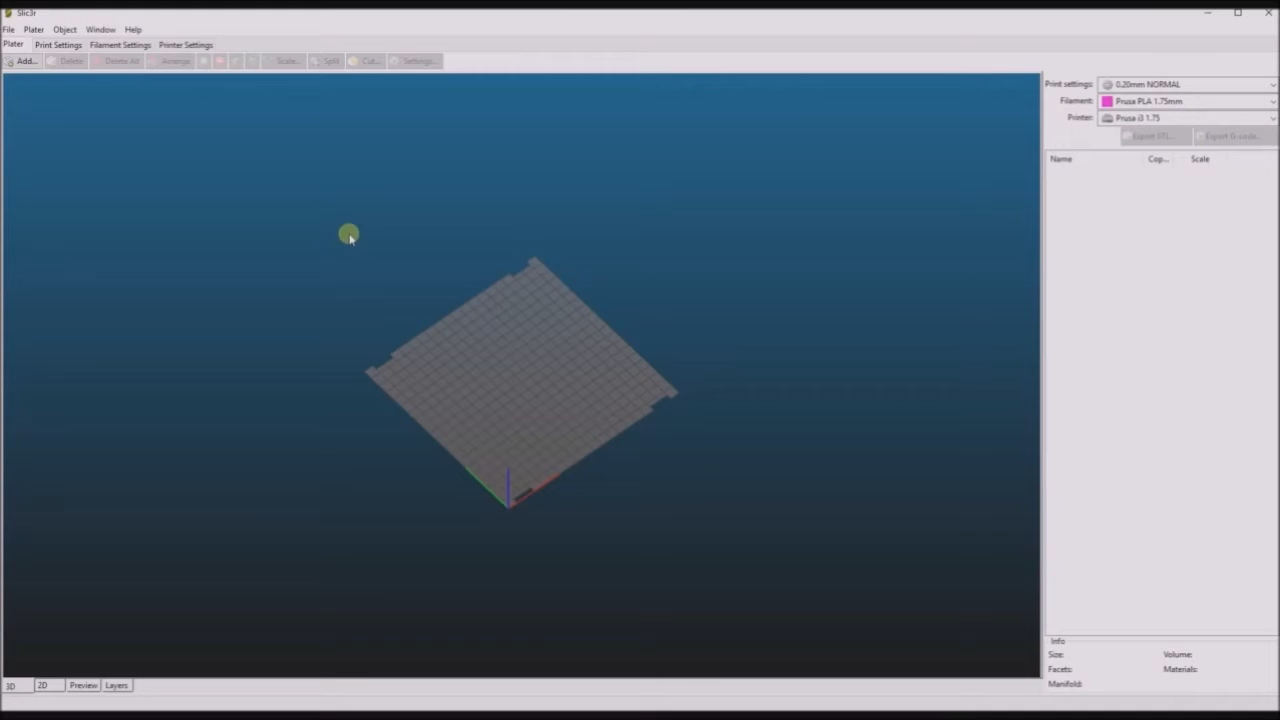 Slic3r
File Plater Object Window Help
Plater Print Settings Filament Settings Printer Settings
Add... Delete Delete All Arrange Scale... Split Cut... Settings...
Print settings: 0.20mm NORMAL
Filament: Prusa PLA 1.75mm
Printer: Prusa i3 1.75
Export STL... Export G-code...
Name Cop... Scale
Info
Size: Volume:
Facets: Materials:
Manifold:
3D 2D Preview Layers